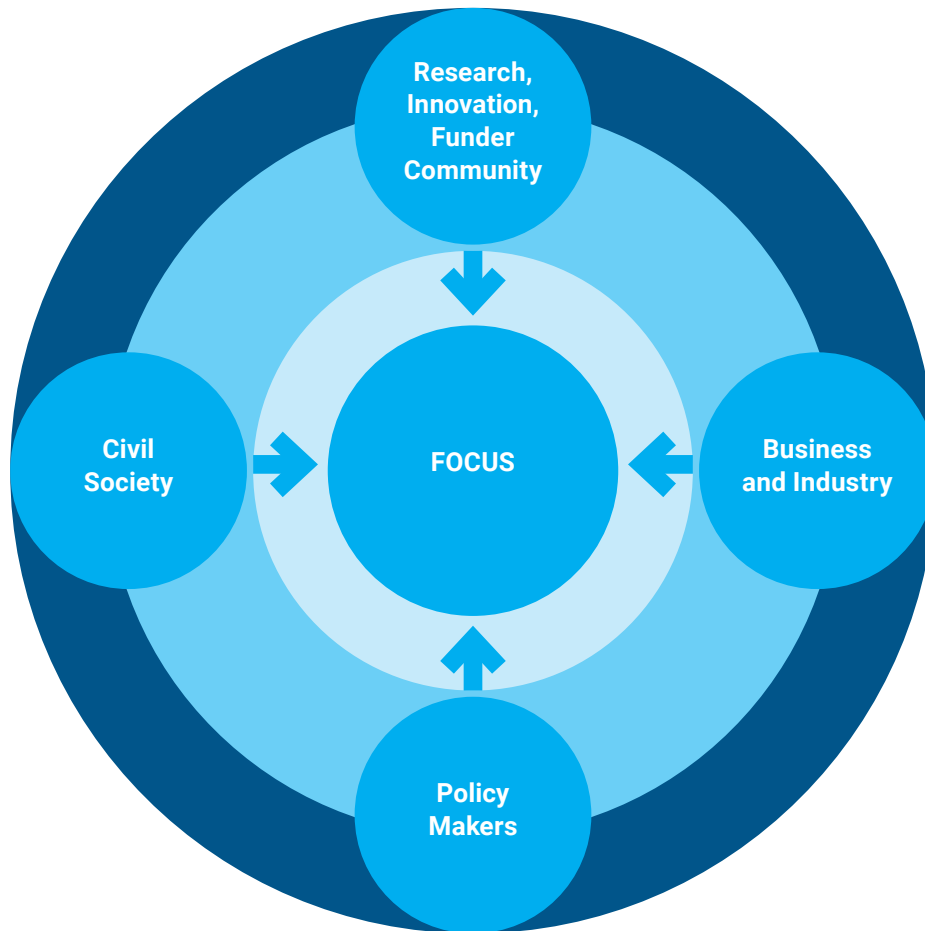 Research,
Innovation,
Funder
Community
Civil
Society
FOCUS
Business
and Industry
Policy
Makers